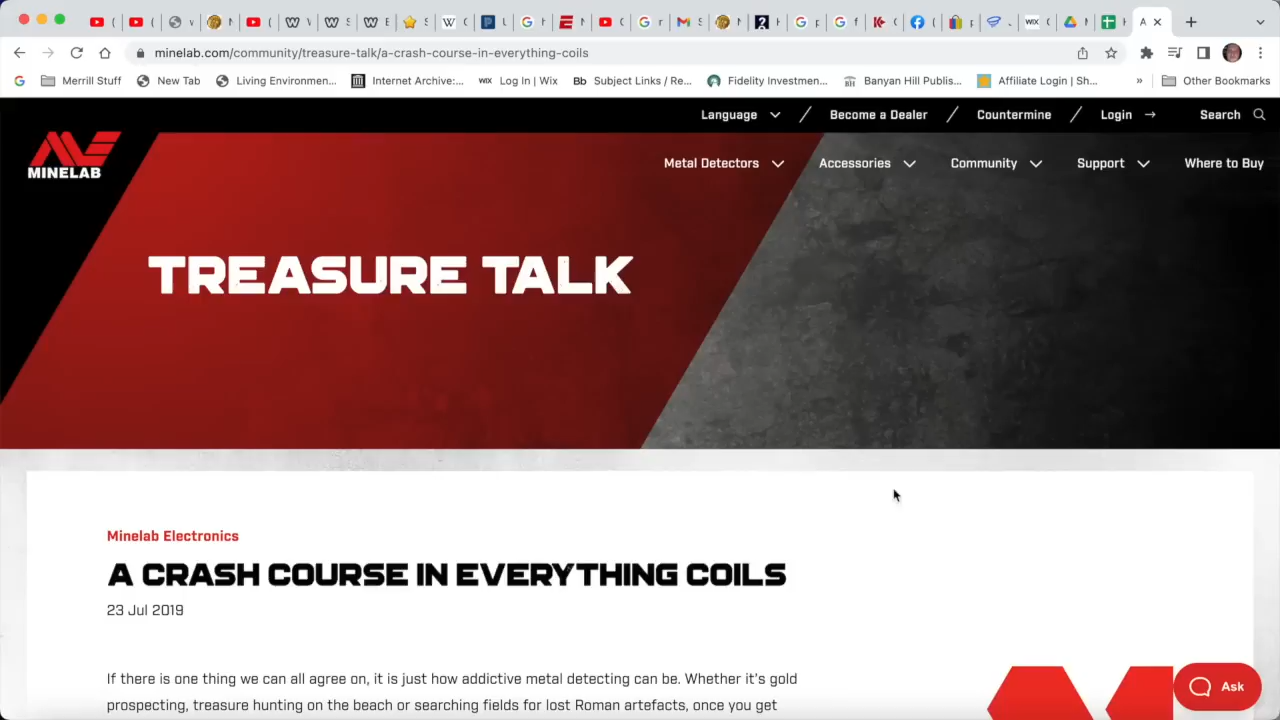 minelab.com/community/treasure-talk/a-crash-course-in-everything-coils
Merrill Stuff
New Tab
Living Environmen...
Internet Archive:...
WIX Log In | Wix
Bb Subject Links / Re...
Fidelity Investmen...
Banyan Hill Publis...
Affiliate Login | Sh...
»
Other Bookmarks
Language
Become a Dealer
Countermine
Login
Search
MINELAB
Metal Detectors
Accessories
Community
Support
Where to Buy
TREASURE TALK
Minelab Electronics
A CRASH COURSE IN EVERYTHING COILS
23 Jul 2019
If there is one thing we can all agree on, it is just how addictive metal detecting can be. Whether it's gold
prospecting, treasure hunting on the beach or searching fields for lost Roman artefacts, once you get
Ask